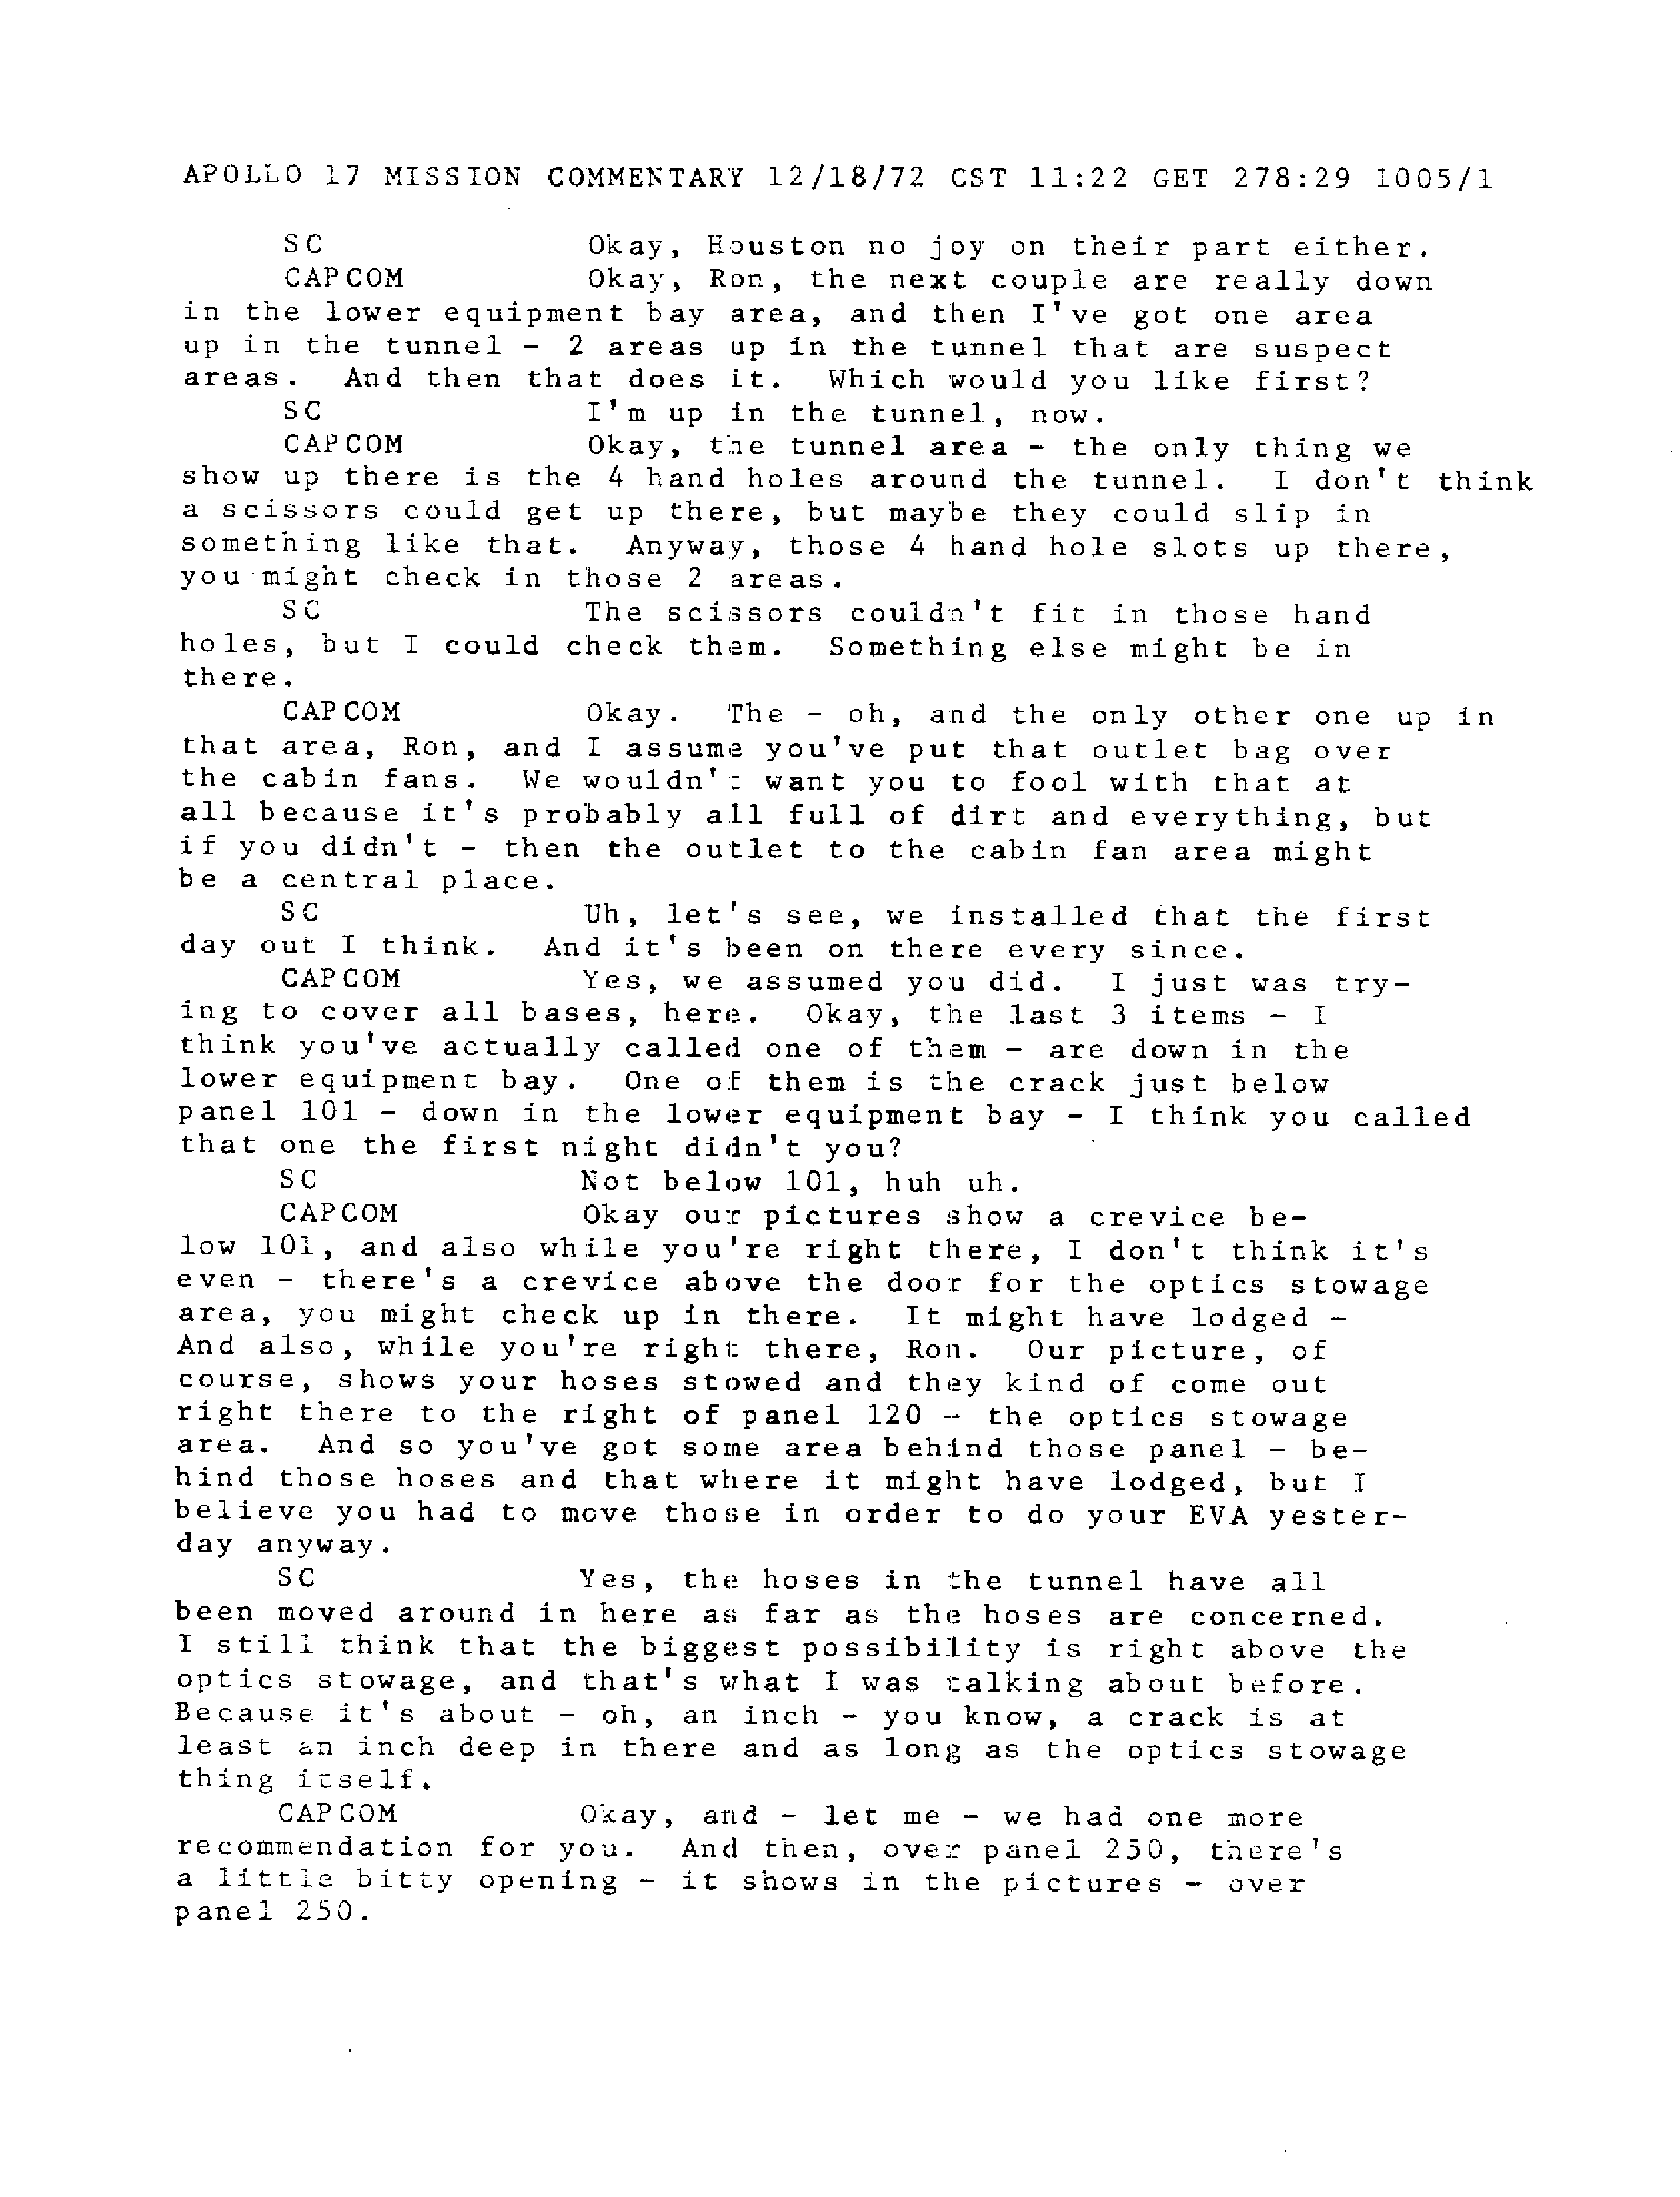 APOLLO 17 MISSION COMMENTARY 12/18/72 CST 11:22 GET 278:29 1005/1
SC Okay, Houston no joy on their part either.
CAPCOM Okay, Ron, the next couple are really down
in the lower equipment bay area, and then I've got one area
up in the tunnel - 2 areas up in the tunnel that are suspect
areas. And then that does it. Which would you like first?
SC I'm up in the tunnel, now.
CAPCOM Okay, the tunnel area - the only thing we
show up there is the 4 hand holes around the tunnel. I don't think
a scissors could get up there, but maybe they could slip in
something like that. Anyway, those 4 hand hole slots up there,
you might check in those 2 areas.
SC The scissors couldn't fit in those hand
holes, but I could check them. Something else might be in
there.
CAPCOM Okay. The - oh, and the only other one up in
that area, Ron, and I assume you've put that outlet bag over
the cabin fans. We wouldn't want you to fool with that at
all because it's probably all full of dirt and everything, but
if you didn't - then the outlet to the cabin fan area might
be a central place.
SC Uh, let's see, we installed that the first
day out I think. And it's been on there every since.
CAPCOM Yes, we assumed you did. I just was try-
ing to cover all bases, here. Okay, the last 3 items - I
think you've actually called one of them - are down in the
lower equipment bay. One of them is the crack just below
panel 101 - down in the lower equipment bay - I think you called
that one the first night didn't you?
SC Not below 101, huh uh.
CAPCOM Okay our pictures show a crevice be-
low 101, and also while you're right there, I don't think it's
even - there's a crevice above the door for the optics stowage
area, you might check up in there. It might have lodged -
And also, while you're right there, Ron. Our picture, of
course, shows your hoses stowed and they kind of come out
right there to the right of panel 120 - the optics stowage
area. And so you've got some area behind those panel - be-
hind those hoses and that where it might have lodged, but I
believe you had to move those in order to do your EVA yester-
day anyway.
SC Yes, the hoses in the tunnel have all
been moved around in here as far as the hoses are concerned.
I still think that the biggest possibility is right above the
optics stowage, and that's what I was talking about before.
Because it's about - oh, an inch - you know, a crack is at
least an inch deep in there and as long as the optics stowage
thing itself.
CAPCOM Okay, and - let me - we had one more
recommendation for you. And then, over panel 250, there's
a little bitty opening - it shows in the pictures - over
panel 250.